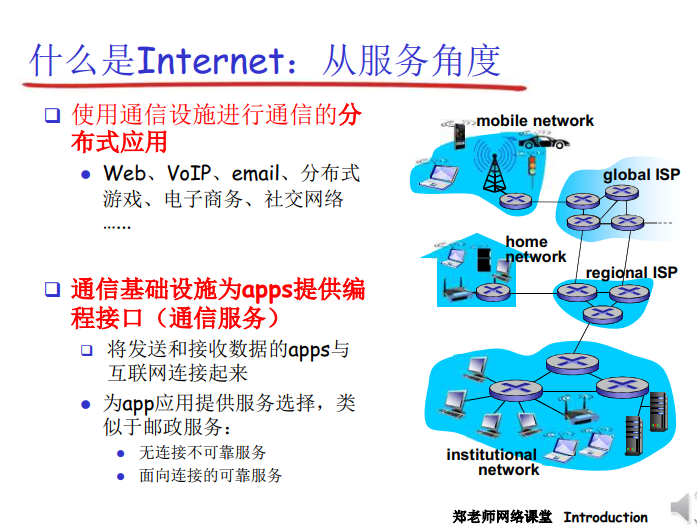 什么是Internet：从服务角度
使用通信设施进行通信的分
布式应用
Web、VoIP、email、分布式
游戏、电子商务、社交网络
…...
通信基础设施为apps提供编
程接口（通信服务）
将发送和接收数据的apps与
互联网连接起来
为app应用提供服务选择，类
似于邮政服务：
无连接不可靠服务
面向连接的可靠服务
mobile network
global ISP
home
network
regional ISP
institutional
network
郑老师网络课堂 Introduction